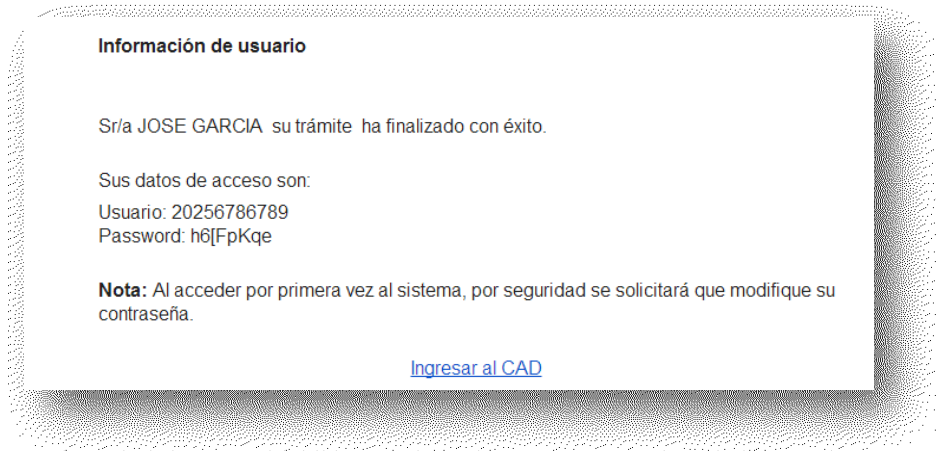 Información de usuario
Sr/a JOSE GARCIA su trámite ha finalizado con éxito.
Sus datos de acceso son:
Usuario: 20256786789
Password: h6[FpKqe
Nota: Al acceder por primera vez al sistema, por seguridad se solicitará que modifique su
contraseña.
Ingresar al CAD